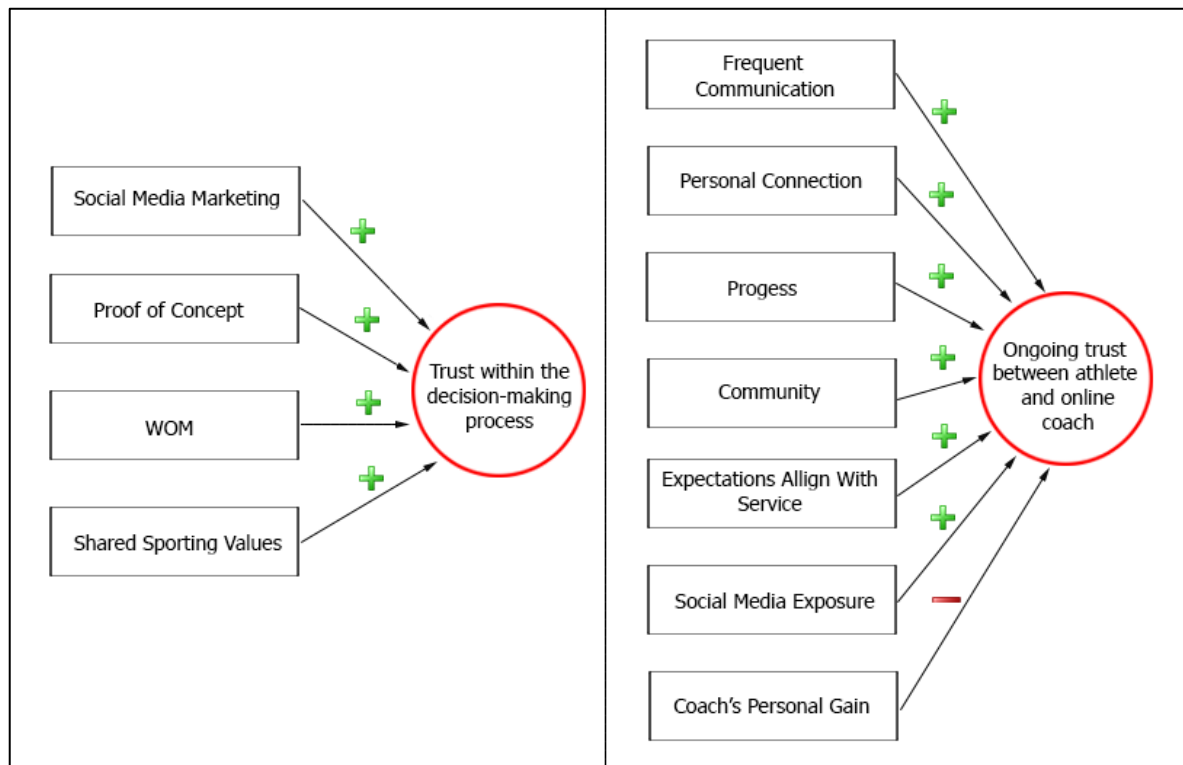 Social Media Marketing
Proof of Concept
WOM
Shared Sporting Values
Trust within the
decision-making
process
Frequent
Communication
Personal Connection
Progess
Community
Expectations Allign With
Service
Social Media Exposure
Coach's Personal Gain
Ongoing trust
between athlete
and online
coach